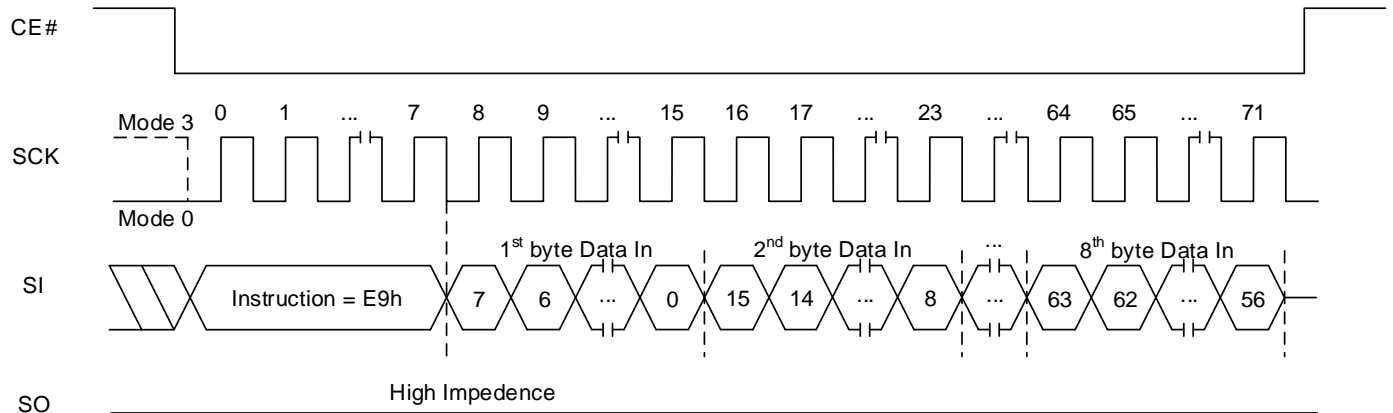 CE#
0 1 ... 7 8 9 ... 15 16 17 ... 23 ... 64 65 ... 71
Mode 3
SCK
Mode 0
1st byte Data In 2nd byte Data In ... 8th byte Data In
SI
Instruction = E9h 7 6 ... 0 15 14 ... 8 ... 63 62 ... 56
High Impedence
SO